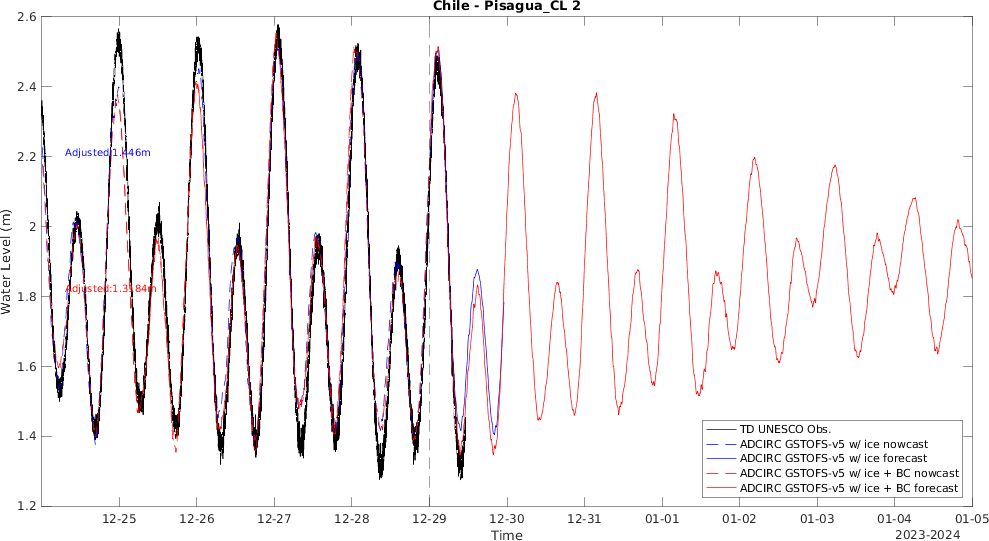 Chile - Pisagua_CL 2
2.6
2.4
2.2
2
1.8
1.6
1.4
1.2
Water Level (m)
Adjusted:1.446m
TD UNESCO Obs.
ADCIRC GSTOFS-v5 w/ ice nowcast
ADCIRC GSTOFS-v5 w/ ice forecast
ADCIRC GSTOFS-v5 w/ ice + BC nowcast
ADCIRC GSTOFS-v5 w/ ice + BC forecast
12-25
12-26
12-27
12-28
12-29
12-30
12-31
01-01
01-02
01-03
01-04
01-05
Time
2023-2024